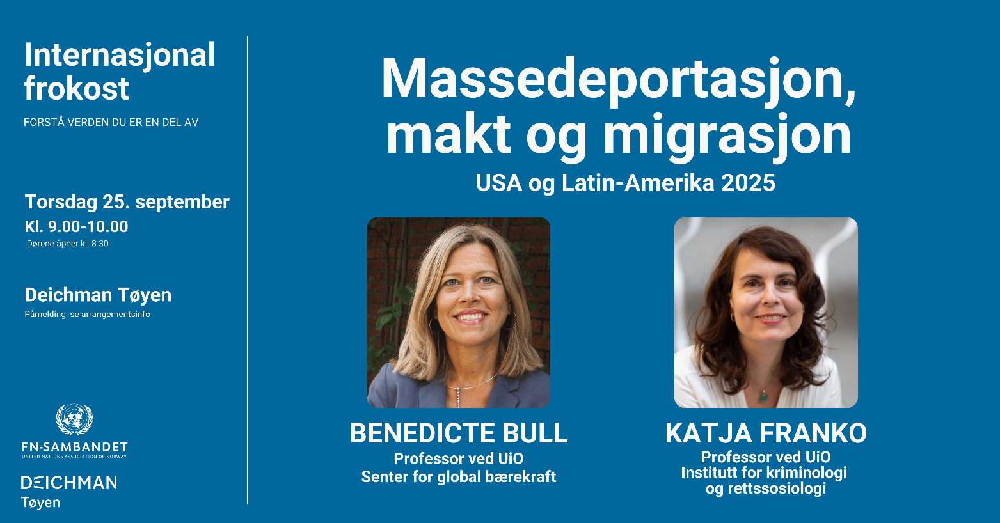 Internasjonal
frokost
FORSTÅ VERDEN DU ER EN DEL AV
Torsdag 25. september
Kl. 9.00-10.00
Dørene åpner kl. 8.30
Deichman Tøyen
Påmelding: se arrangementsinfo
FN-SAMBANDET
UNITED NATIONS ASSOCIATION OF NORWAY
DEICHMAN
Tøyen
Massedeportasjon,
makt og migrasjon
USA og Latin-Amerika 2025
BENEDICTE BULL
Professor ved UiO
Senter for global bærekraft
KATJA FRANKO
Professor ved UiO
Institutt for kriminologi
og rettssosiologi